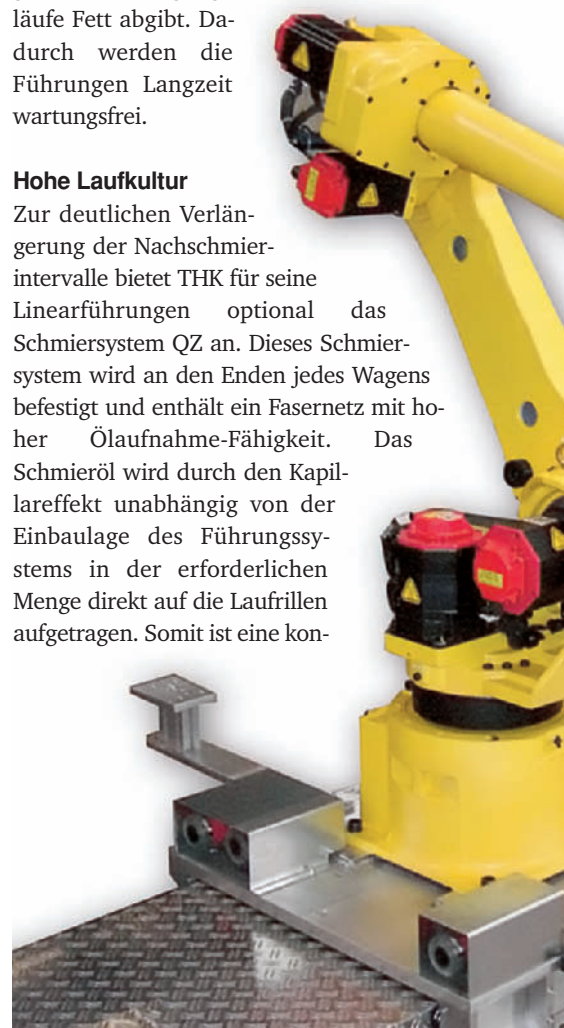 läufe Fett abgibt. Da-
durch werden die
Führungen Langzeit
wartungsfrei.
Hohe Laufkultur
Zur deutlichen Verlän-
gerung der Nachschmier-
intervalle bietet THK für seine
Linearführungen optional das
Schmiersystem QZ an. Dieses Schmier-
system wird an den Enden jedes Wagens
befestigt und enthält ein Fasernetz mit ho-
her Ölaufnahme-Fähigkeit. Das
Schmieröl wird durch den Kapil-
lareffekt unabhängig von der
Einbaulage des Führungssy-
stems in der erforderlichen
Menge direkt auf die Laufrillen
aufgetragen. Somit ist eine kon-